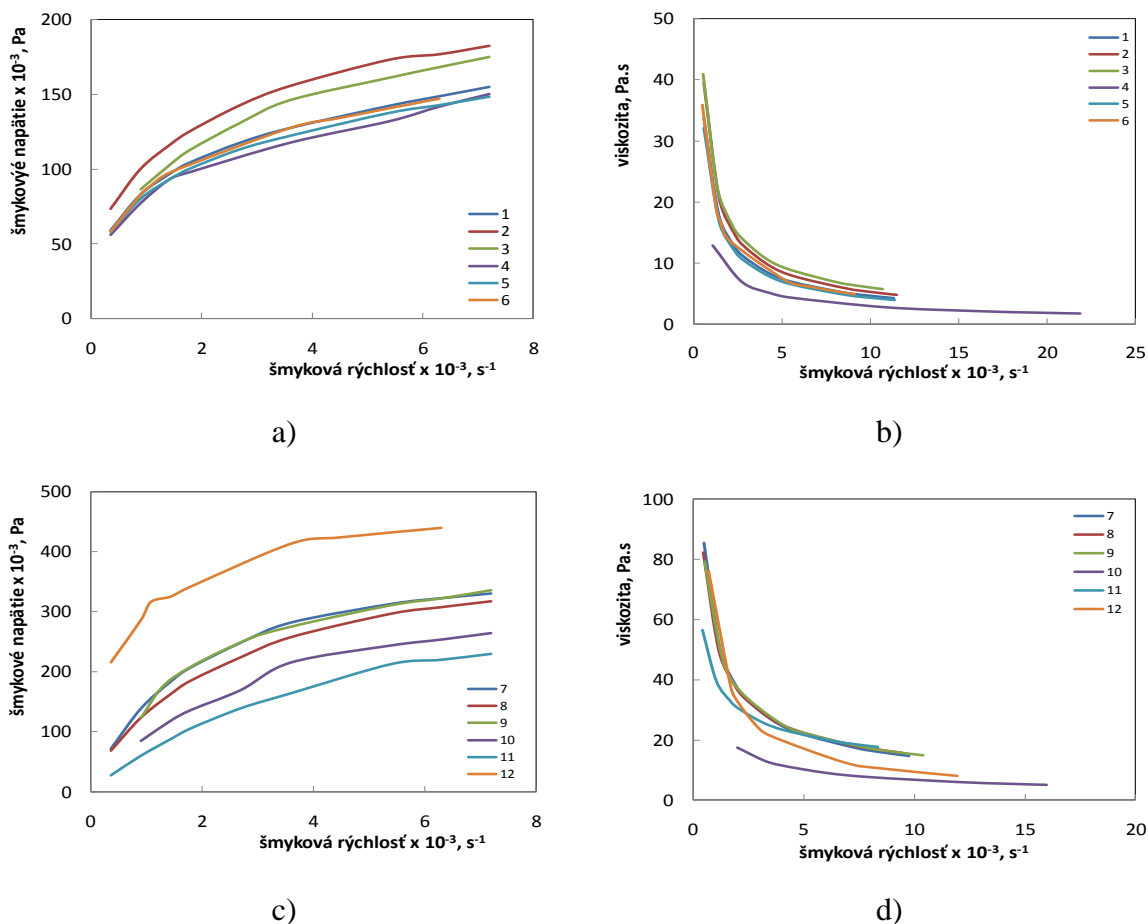 200
150
100
50
0
šmykovýé napätie x 10⁻³, Pa
0 2 4 6 8
šmyková rýchlosť x 10⁻³, s⁻¹
1
2
3
4
5
6
a)
50
40
30
20
10
0
viskozita, Pa.s
0 5 10 15 20 25
šmyková rýchlosť x 10⁻³, s⁻¹
1
2
3
4
5
6
b)
500
400
300
200
100
0
šmykové napätie x 10⁻³, Pa
0 2 4 6 8
šmyková rýchlosť x 10⁻³, s⁻¹
7
8
9
10
11
12
c)
100
80
60
40
20
0
viskozita, Pa.s
0 5 10 15 20
šmyková rýchlosť x 10⁻³, s⁻¹
7
8
9
10
11
12
d)